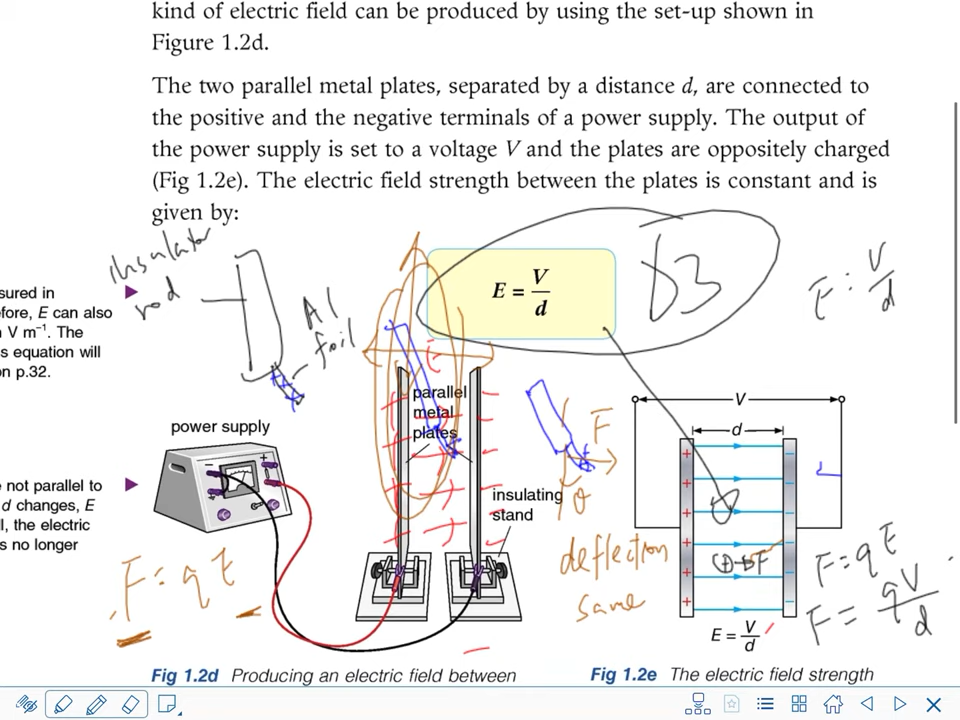 kind of electric field can be produced by using the set-up shown in
Figure 1.2d.
The two parallel metal plates, separated by a distance d, are connected to
the positive and the negative terminals of a power supply. The output of
the power supply is set to a voltage V and the plates are oppositely charged
(Fig 1.2e). The electric field strength between the plates is constant and is
given by:
insulator
rod
Al
foil
E = V/d
b3
E = V/d
sured in
fore, E can also
V m⁻¹. The
s equation will
on p.32.
e not parallel to
d changes, E
l, the electric
s no longer
power supply
parallel
metal
plates
insulating
stand
F
θ
deflection
same
F = qE
V
d
+ + + + + +
- - - - - -
+ F
E = V/d
F = qE
F = qV/d
Fig 1.2d Producing an electric field between
Fig 1.2e The electric field strength